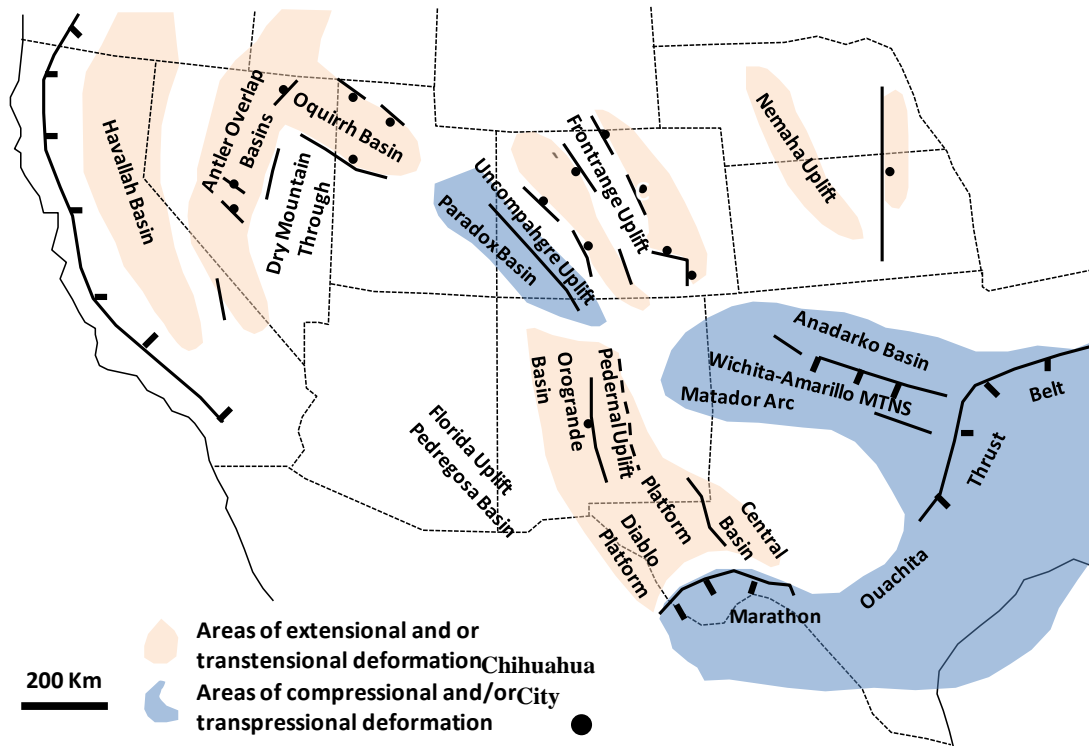 Havallah Basin
Antler Overlap
Basins
Oquirrh Basin
Dry Mountain
Through
Uncompahgre Uplift
Paradox Basin
Frontrange Uplift
Nemaha Uplift
Anadarko Basin
Wichita-Amarillo MTNS
Matador Arc
Belt
Thrust
Ouachita
Orogrande
Basin
Pedernal Uplift
Florida Uplift
Pedregosa Basin
Platform
Central
Basin
Diablo
Platform
Marathon
Areas of extensional and or
transtensional deformation
Chihuahua
City
200 Km
Areas of compressional and/or
transpressional deformation